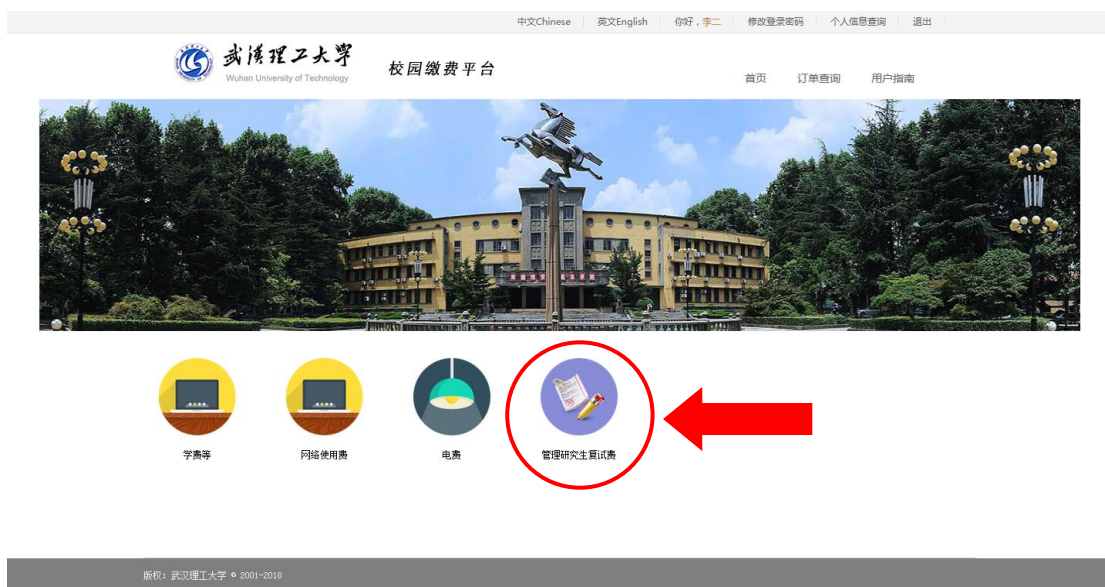 中文Chinese 英文English 你好，李二 修改登录密码 个人信息查询 退出
武汉理工大学 校园缴费平台
Wuhan University of Technology
首页 订单查询 用户指南
学费等 网络使用费 电费 管理研究生复试费
版权：武汉理工大学 © 2001-2018